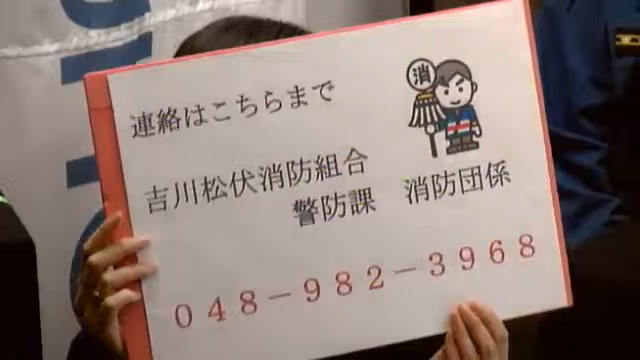 連絡はこちらまで
消
吉川松伏消防組合
警防課 消防団係
048-982-3968